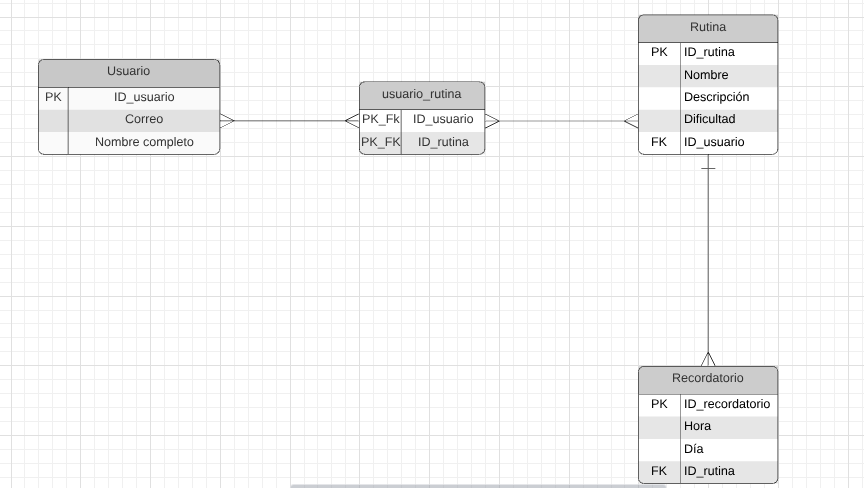 Usuario
PK ID_usuario
Correo
Nombre completo
usuario_rutina
PK_Fk ID_usuario
PK_FK ID_rutina
Rutina
PK ID_rutina
Nombre
Descripción
Dificultad
FK ID_usuario
Recordatorio
PK ID_recordatorio
Hora
Día
FK ID_rutina